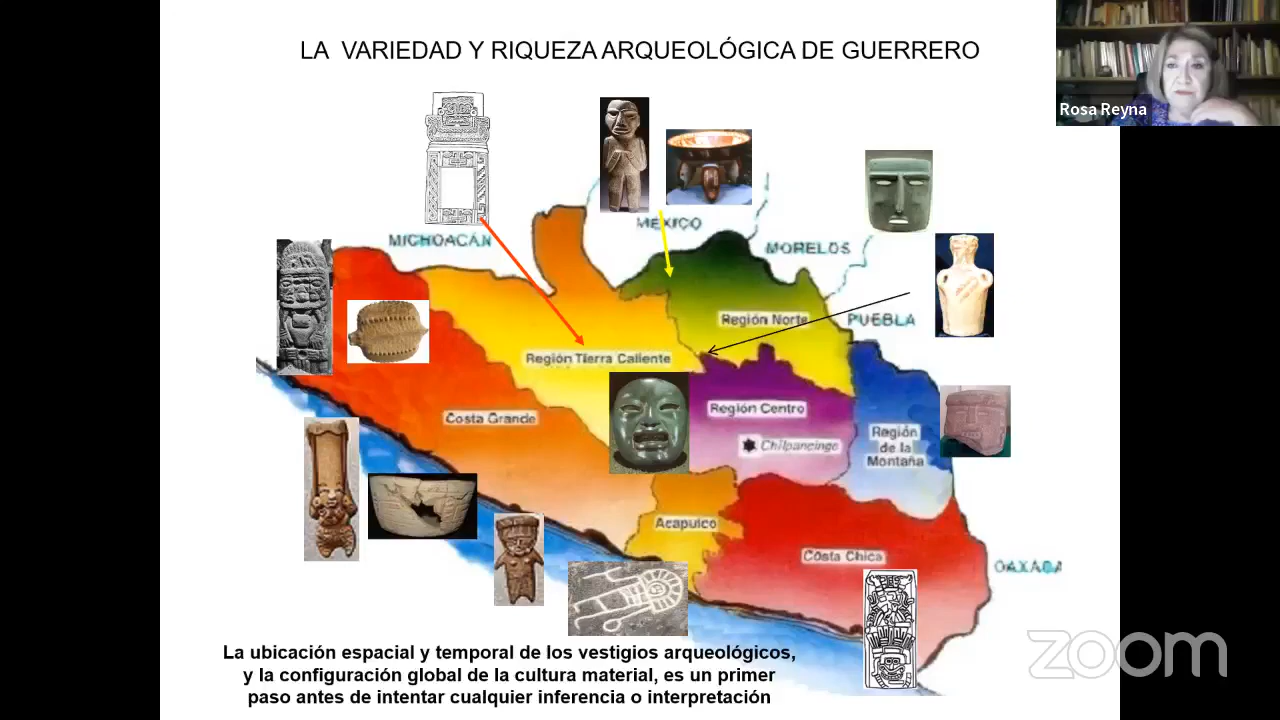 LA VARIEDAD Y RIQUEZA ARQUEOLÓGICA DE GUERRERO
Rosa Reyna
MÉXICO
MICHOACÁN
MORELOS
Región Norte
PUEBLA
Región Tierra Caliente
Región Centro
Costa Grande
Región
de la
Montaña
Chilpancingo
Acapulco
Costa Chica
OAXACA
zoom
La ubicación espacial y temporal de los vestigios arqueológicos,
y la configuración global de la cultura material, es un primer
paso antes de intentar cualquier inferencia o interpretación